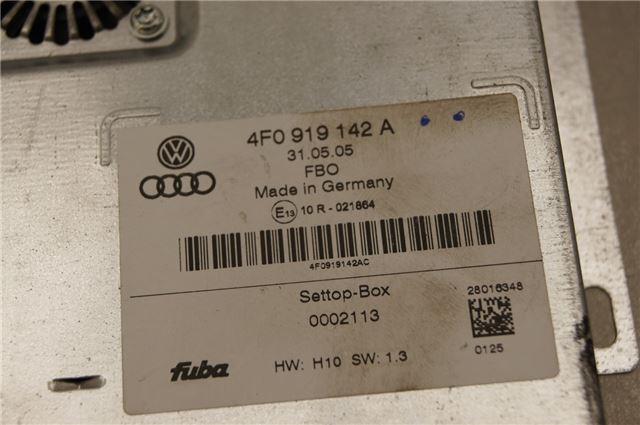 4F0 919 142 A
31.05.05
FBO
Made in Germany
E13 10 R - 021864
4F0919142AC
Settop-Box
28016348
0002113
0125
fuba
HW: H10 SW: 1.3